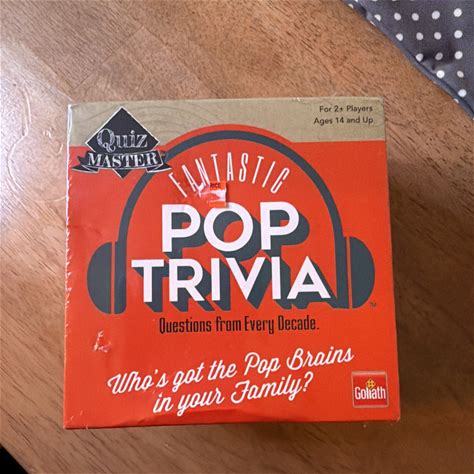 For 2+ Players
Ages 14 and Up.
Quiz
MASTER
FANTASTIC
POP
TRIVIA
TM
Questions from Every Decade.
Who's got the Pop Brains
in your Family?
Goliath